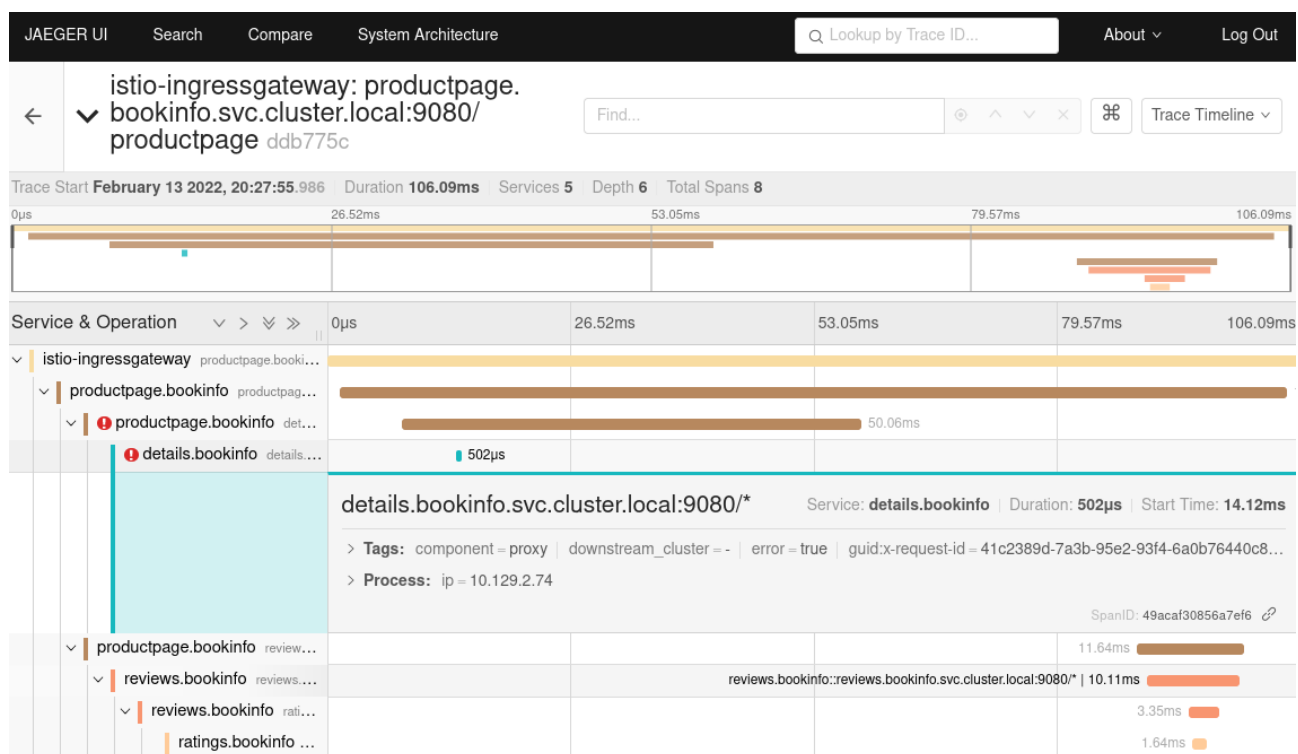 JAEGER UI Search Compare System Architecture Lookup by Trace ID... About Log Out
istio-ingressgateway: productpage.
bookinfo.svc.cluster.local:9080/
productpage ddb775c
Find... ⌘ Trace Timeline
Trace Start February 13 2022, 20:27:55.986 Duration 106.09ms Services 5 Depth 6 Total Spans 8
0μs 26.52ms 53.05ms 79.57ms 106.09ms
Service & Operation 0μs 26.52ms 53.05ms 79.57ms 106.09ms
istio-ingressgateway productpage.booki...
productpage.bookinfo productpag...
productpage.bookinfo det... 50.06ms
details.bookinfo details.... 502μs
details.bookinfo.svc.cluster.local:9080/* Service: details.bookinfo Duration: 502μs Start Time: 14.12ms
Tags: component = proxy downstream_cluster = - error = true guid:x-request-id = 41c2389d-7a3b-95e2-93f4-6a0b76440c8...
Process: ip = 10.129.2.74
SpanID: 49acaf30856a7ef6
productpage.bookinfo review... 11.64ms
reviews.bookinfo reviews.... reviews.bookinfo::reviews.bookinfo.svc.cluster.local:9080/* | 10.11ms
reviews.bookinfo rati... 3.35ms
ratings.bookinfo ... 1.64ms